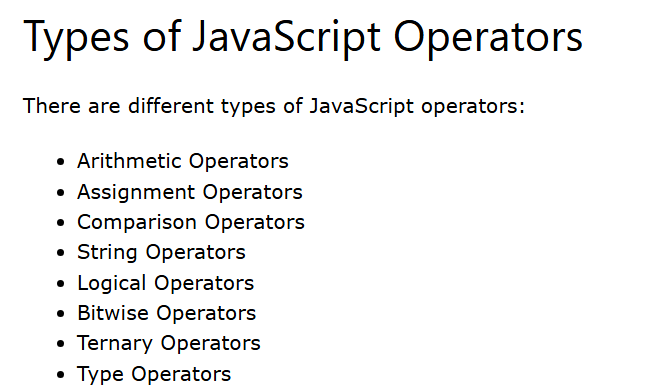 Types of JavaScript Operators
There are different types of JavaScript operators:
Arithmetic Operators
Assignment Operators
Comparison Operators
String Operators
Logical Operators
Bitwise Operators
Ternary Operators
Type Operators